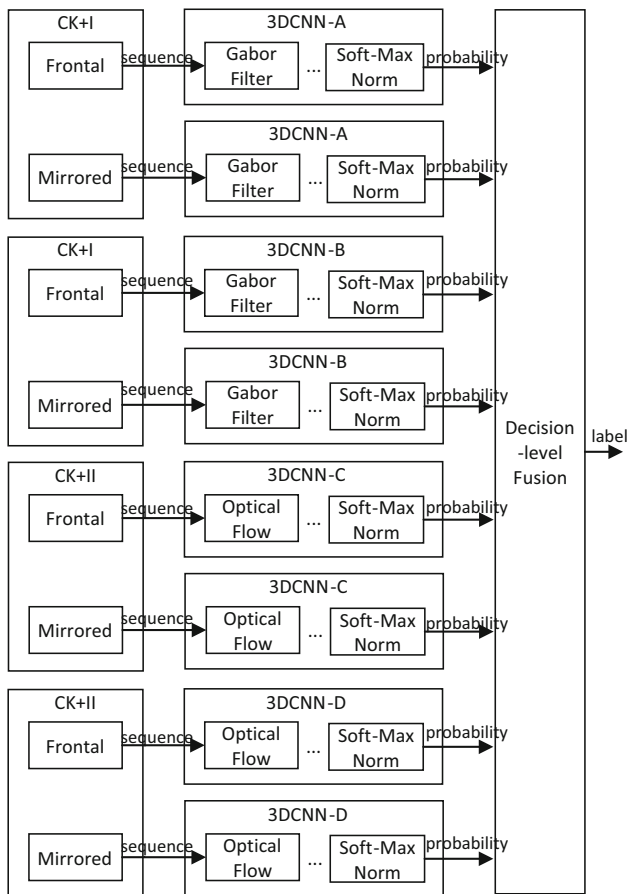 CK+I
3DCNN-A
Frontal
sequence
Gabor
Filter
...
Soft-Max
Norm
probability
3DCNN-A
Mirrored
sequence
Gabor
Filter
...
Soft-Max
Norm
probability
CK+I
3DCNN-B
Frontal
sequence
Gabor
Filter
...
Soft-Max
Norm
probability
3DCNN-B
Mirrored
sequence
Gabor
Filter
...
Soft-Max
Norm
probability
CK+II
3DCNN-C
Frontal
sequence
Optical
Flow
...
Soft-Max
Norm
probability
3DCNN-C
Mirrored
sequence
Optical
Flow
...
Soft-Max
Norm
probability
CK+II
3DCNN-D
Frontal
sequence
Optical
Flow
...
Soft-Max
Norm
probability
3DCNN-D
Mirrored
sequence
Optical
Flow
...
Soft-Max
Norm
probability
Decision
-level
Fusion
label